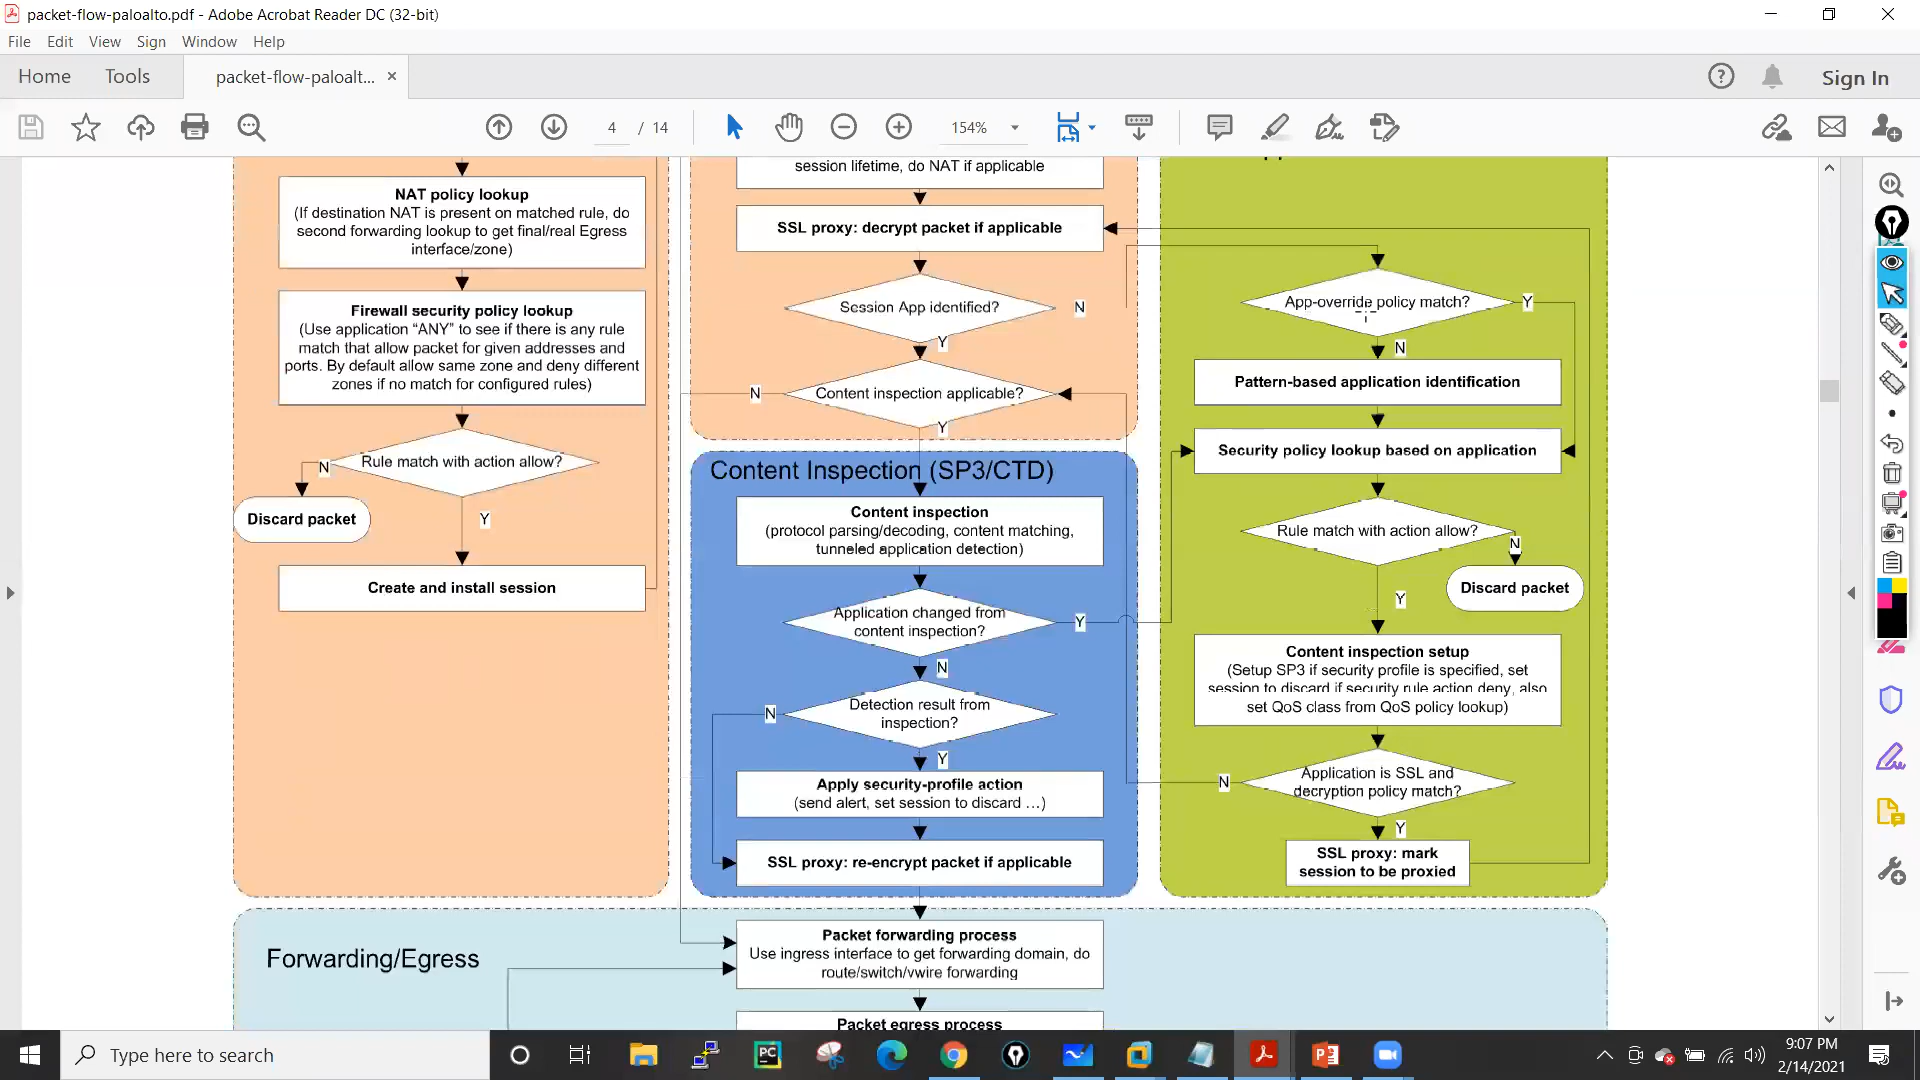 packet-flow-paloalto.pdf - Adobe Acrobat Reader DC (32-bit)
File Edit View Sign Window Help
Home Tools packet-flow-paloalt... × Sign In
4 / 14 154%
NAT policy lookup
(If destination NAT is present on matched rule, do
second forwarding lookup to get final/real Egress
interface/zone)
Firewall security policy lookup
(Use application “ANY” to see if there is any rule
match that allow packet for given addresses and
ports. By default allow same zone and deny different
zones if no match for configured rules)
N
Rule match with action allow?
Discard packet
Y
Create and install session
session lifetime, do NAT if applicable
SSL proxy: decrypt packet if applicable
Session App identified?
N
Y
N
Content inspection applicable?
Y
Content Inspection (SP3/CTD)
Content inspection
(protocol parsing/decoding, content matching,
tunneled application detection)
Application changed from
content inspection?
Y
N
Detection result from
inspection?
N
Y
Apply security-profile action
(send alert, set session to discard …)
SSL proxy: re-encrypt packet if applicable
App-override policy match?
Y
N
Pattern-based application identification
Security policy lookup based on application
Rule match with action allow?
N
Discard packet
Y
Content inspection setup
(Setup SP3 if security profile is specified, set
session to discard if security rule action deny, also
set QoS class from QoS policy lookup)
Application is SSL and
decryption policy match?
N
Y
SSL proxy: mark
session to be proxied
Forwarding/Egress
Packet forwarding process
Use ingress interface to get forwarding domain, do
route/switch/vwire forwarding
Packet egress process
Type here to search
PC
9:07 PM
2/14/2021